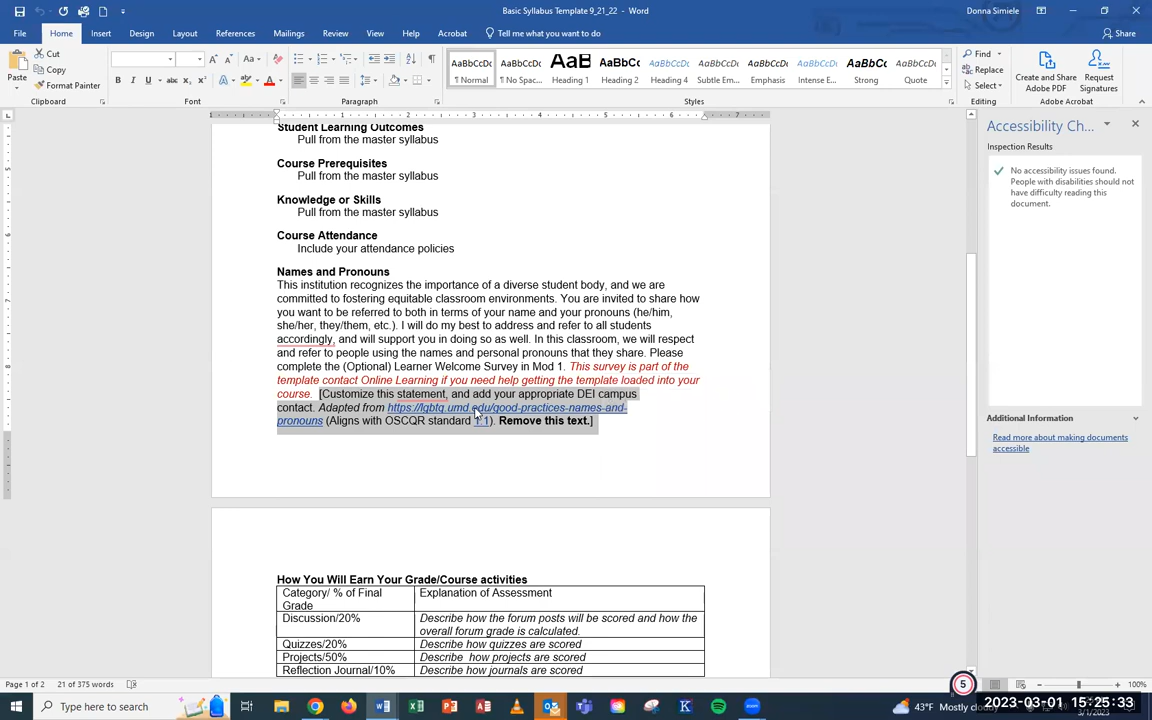 Basic Syllabus Template 9_21_22 - Word
Donna Simiele
File Home Insert Design Layout References Mailings Review View Help Acrobat Tell me what you want to do Share
Paste
Cut
Copy
Format Painter
Clipboard
Font
Paragraph
AaBbCcDc AaBbCcDc AaB AaBbCc AaBbCcDc AaBbCcDc AaBbCcDc AaBbCcDc AaBbCcDc AaBbCcDc
¶ Normal ¶ No Spac... Heading 1 Heading 2 Heading 4 Subtle Em... Emphasis Intense E... Strong Quote
Styles
Find
Replace
Select
Editing
Create and Share Adobe PDF
Request Signatures
Adobe Acrobat
Student Learning Outcomes
Pull from the master syllabus
Course Prerequisites
Pull from the master syllabus
Knowledge or Skills
Pull from the master syllabus
Course Attendance
Include your attendance policies
Names and Pronouns
This institution recognizes the importance of a diverse student body, and we are
committed to fostering equitable classroom environments. You are invited to share how
you want to be referred to both in terms of your name and your pronouns (he/him,
she/her, they/them, etc.). I will do my best to address and refer to all students
accordingly, and will support you in doing so as well. In this classroom, we will respect
and refer to people using the names and personal pronouns that they share. Please
complete the (Optional) Learner Welcome Survey in Mod 1. This survey is part of the
template contact Online Learning if you need help getting the template loaded into your
course. [Customize this statement, and add your appropriate DEI campus
contact. Adapted from https://lgbtq.umd.edu/good-practices-names-and-
pronouns (Aligns with OSCQR standard 1.1). Remove this text.]
How You Will Earn Your Grade/Course activities
Category/ % of Final Grade Explanation of Assessment
Discussion/20% Describe how the forum posts will be scored and how the overall forum grade is calculated.
Quizzes/20% Describe how quizzes are scored
Projects/50% Describe how projects are scored
Reflection Journal/10% Describe how journals are scored
Accessibility Ch...
Inspection Results
No accessibility issues found.
People with disabilities should not
have difficulty reading this
document.
Additional Information
Read more about making documents
accessible
Page 1 of 2 21 of 375 words
100%
5
Type here to search
43°F Mostly cloudy
2023-03-01 15:25:33